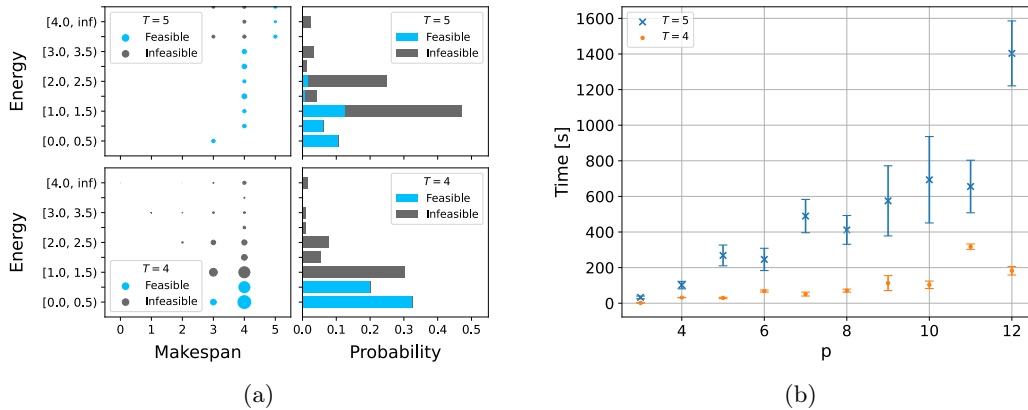 [4.0, inf)
[3.0, 3.5)
[2.0, 2.5)
[1.0, 1.5)
[0.0, 0.5)
Energy
T = 5
Feasible
Infeasible
T = 5
Feasible
Infeasible
[4.0, inf)
[3.0, 3.5)
[2.0, 2.5)
[1.0, 1.5)
[0.0, 0.5)
Energy
T = 4
Feasible
Infeasible
T = 4
Feasible
Infeasible
0 1 2 3 4 5
0.0 0.1 0.2 0.3 0.4 0.5
Makespan
Probability
(a)
T = 5
T = 4
1600
1400
1200
1000
800
600
400
200
0
Time [s]
4 6 8 10 12
p
(b)